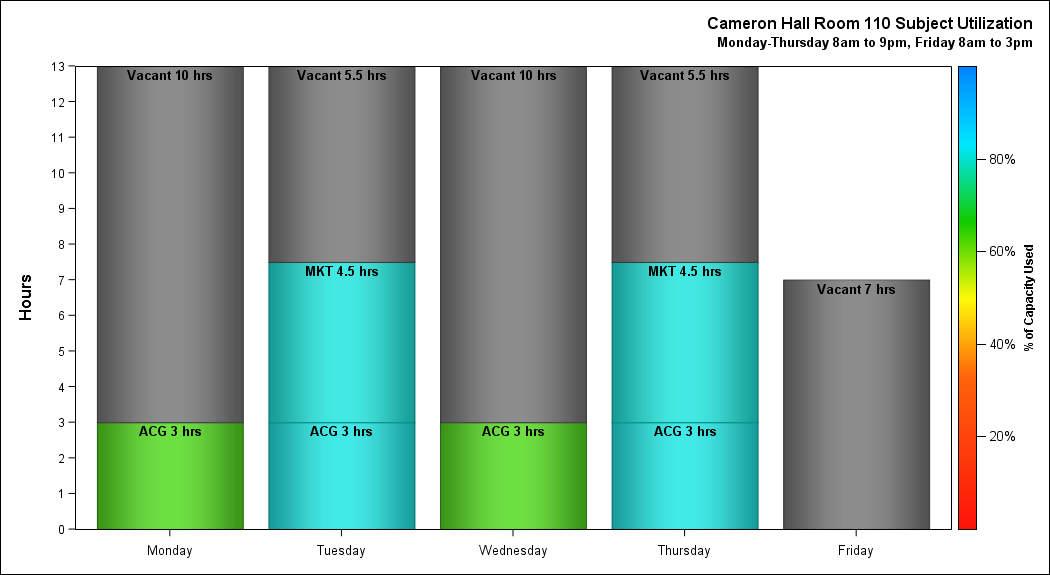 Cameron Hall Room 110 Subject Utilization
Monday-Thursday 8am to 9pm, Friday 8am to 3pm
Hours
13
12
11
10
9
8
7
6
5
4
3
2
1
0
Vacant 10 hrs
ACG 3 hrs
Vacant 5.5 hrs
MKT 4.5 hrs
ACG 3 hrs
Vacant 10 hrs
ACG 3 hrs
Vacant 5.5 hrs
MKT 4.5 hrs
ACG 3 hrs
Vacant 7 hrs
Monday
Tuesday
Wednesday
Thursday
Friday
80%
60%
40%
20%
% of Capacity Used